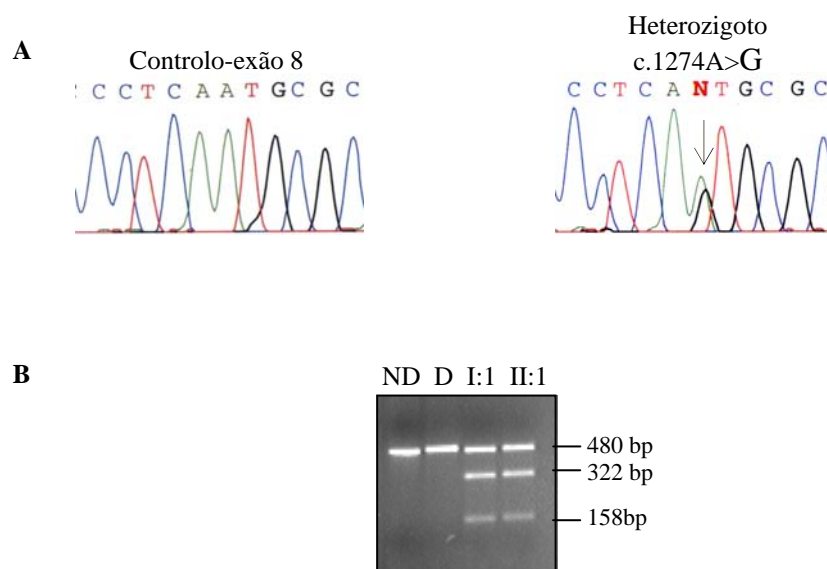 A
Controlo-exão 8
C C T C A A T G C G C
Heterozigoto
c.1274A>G
C C T C A N T G C G C
B
ND D I:1 II:1
480 bp
322 bp
158bp